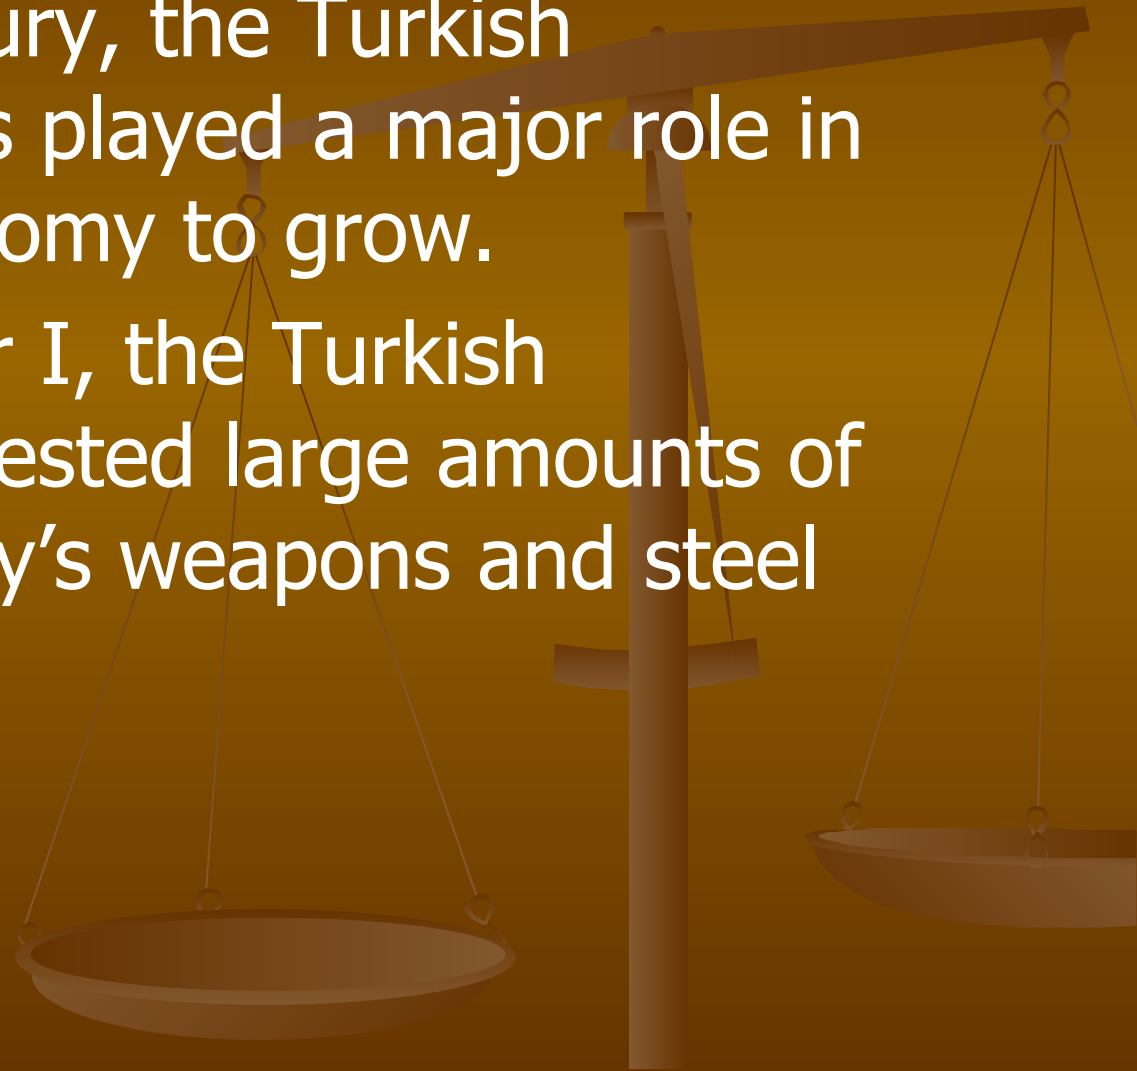 ury, the Turkish
s played a major role in
omy to grow.
r I, the Turkish
ested large amounts of
y’s weapons and steel